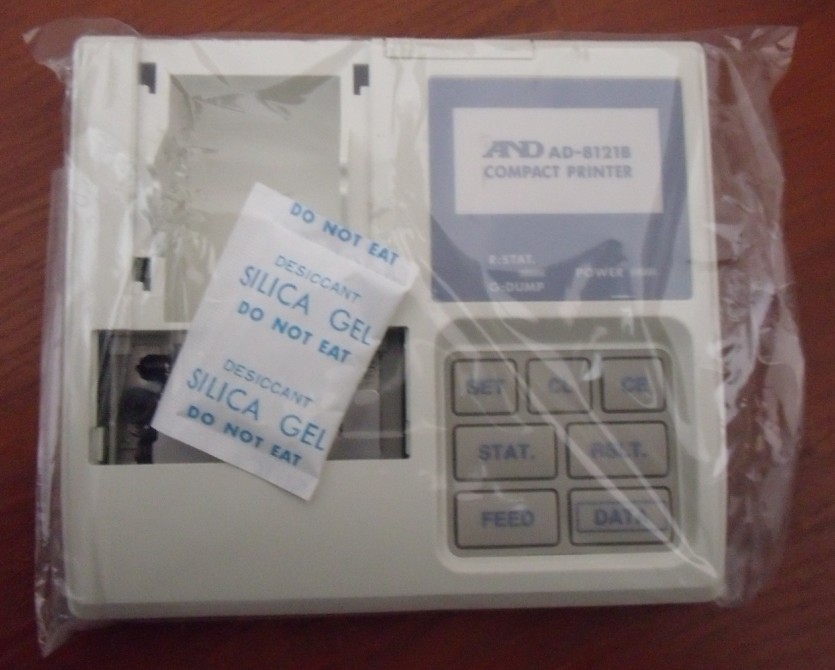 AND AD-8121B
COMPACT PRINTER
R:STAT.
G:DUMP
POWER
DO NOT EAT
DESICCANT
SILICA GEL
DO NOT EAT
DESICCANT
SILICA GEL
DO NOT EAT
SET
CE
STAT.
RSLT.
FEED
DATA